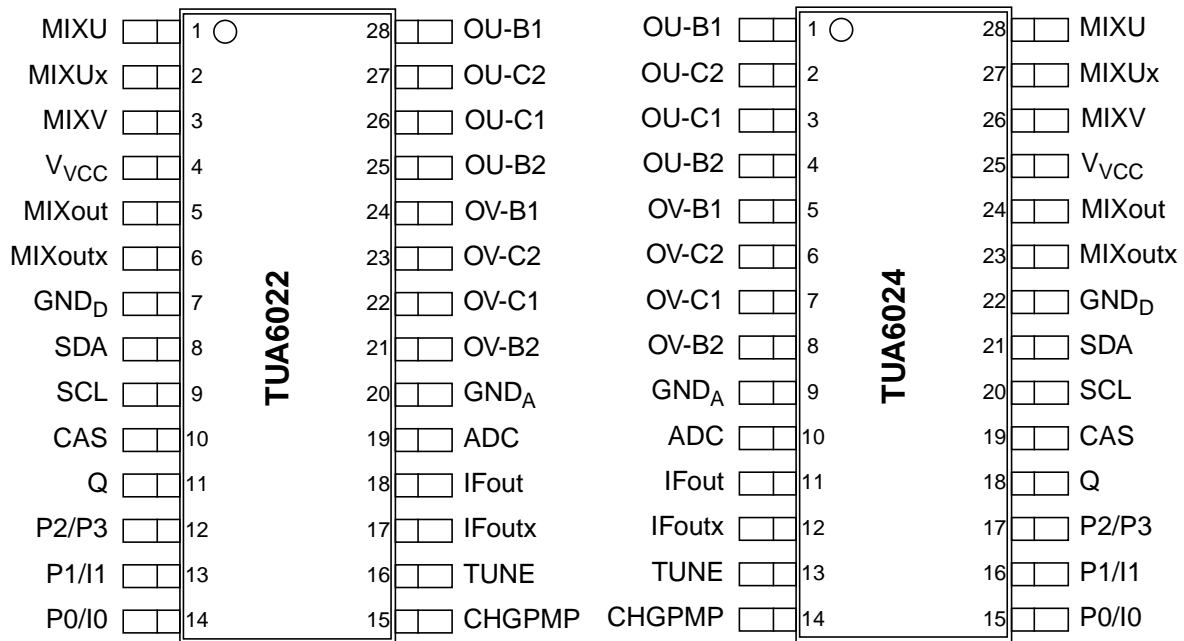 MIXU 1 28 OU-B1 OU-B1 1 28 MIXU
MIXUx 2 27 OU-C2 OU-C2 2 27 MIXUx
MIXV 3 26 OU-C1 OU-C1 3 26 MIXV
VVCC 4 25 OU-B2 OU-B2 4 25 VVCC
MIXout 5 24 OV-B1 OV-B1 5 24 MIXout
MIXoutx 6 23 OV-C2 OV-C2 6 23 MIXoutx
GNDD 7 22 OV-C1 OV-C1 7 22 GNDD
SDA 8 21 OV-B2 OV-B2 8 21 SDA
SCL 9 20 GNDA GNDA 9 20 SCL
CAS 10 19 ADC ADC 10 19 CAS
Q 11 18 IFout IFout 11 18 Q
P2/P3 12 17 IFoutx IFoutx 12 17 P2/P3
P1/I1 13 16 TUNE TUNE 13 16 P1/I1
P0/I0 14 15 CHGPMP CHGPMP 14 15 P0/I0
TUA6022
TUA6024